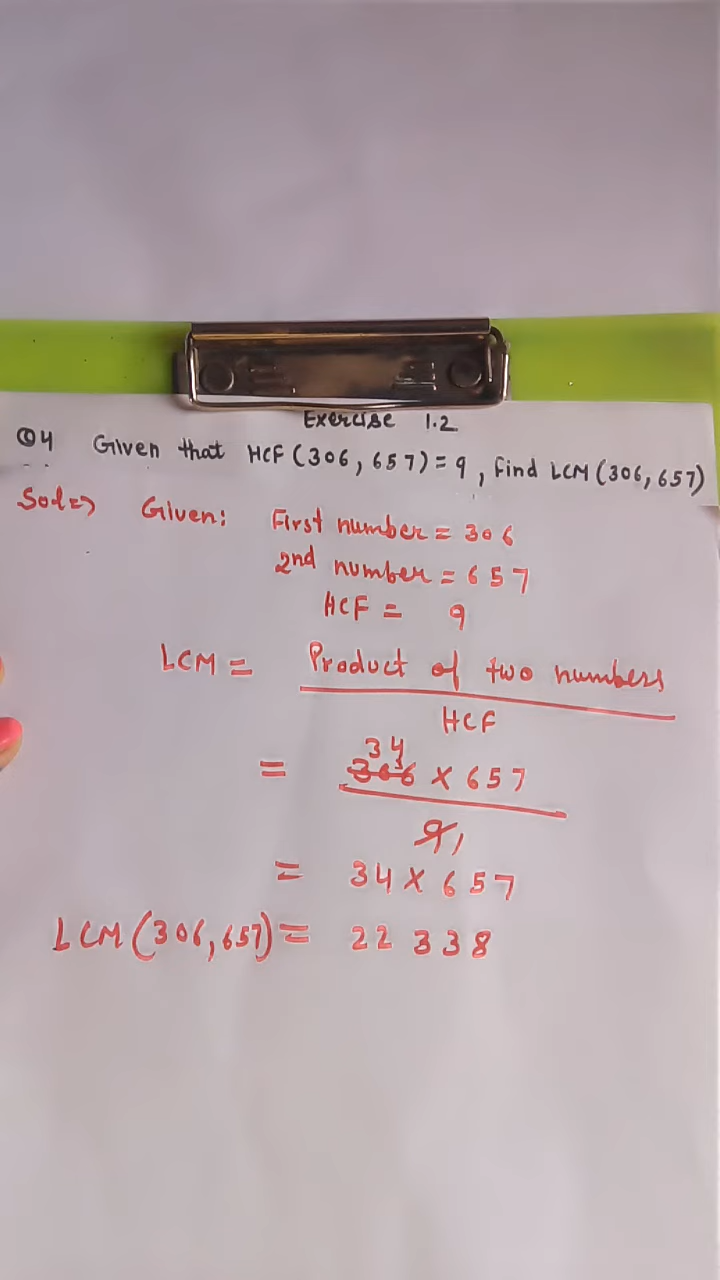 Exercise 1.2
Q4 Given that HCF (306, 657) = 9, find LCM (306, 657)
Sol => Given: First number = 306
2nd number = 657
HCF = 9
LCM = Product of two numbers
HCF
34
= 306 × 657
9 1
= 34 × 657
LCM (306, 657) = 22338